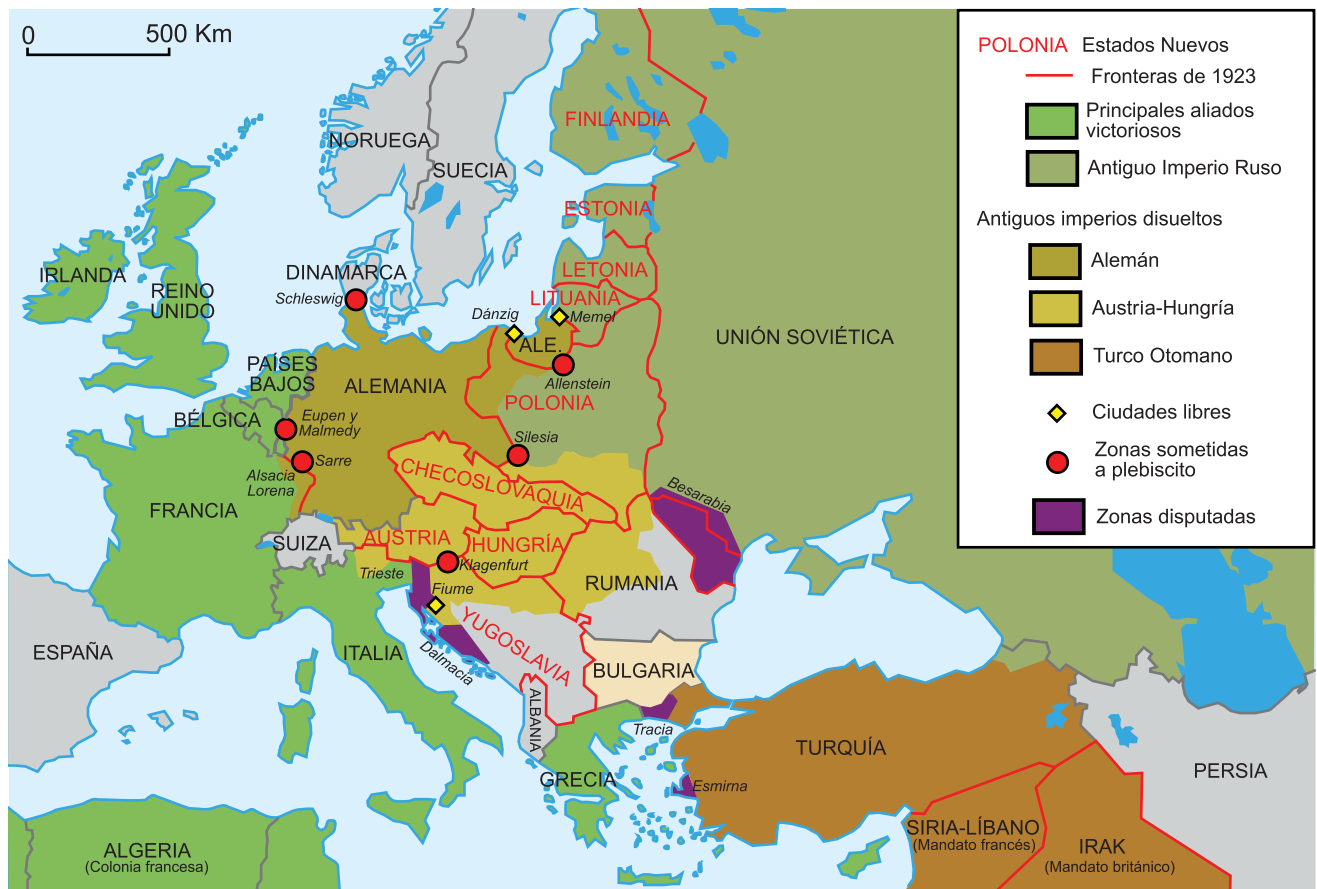 0 500 Km
NORUEGA
SUECIA
FINLANDIA
ESTONIA
LETONIA
LITUANIA
Memel
IRLANDA
REINO
UNIDO
DINAMARCA
Schleswig
Dánzig
ALE.
Allenstein
UNIÓN SOVIÉTICA
PAÍSES
BAJOS
ALEMANIA
POLONIA
BÉLGICA
Eupen y
Malmedy
Silesia
Sarre
Alsacia
Lorena
CHECOSLOVAQUIA
Besarabia
FRANCIA
SUIZA
AUSTRIA
HUNGRÍA
Klagenfurt
Trieste
Fiume
RUMANIA
ESPAÑA
ITALIA
Dalmacia
YUGOSLAVIA
BULGARIA
ALBANIA
Tracia
GRECIA
Esmirna
TURQUÍA
PERSIA
SIRIA-LÍBANO
(Mandato francés)
IRAK
(Mandato británico)
ALGERIA
(Colonia francesa)
POLONIA Estados Nuevos
Fronteras de 1923
Principales aliados
victoriosos
Antiguo Imperio Ruso
Antiguos imperios disueltos
Alemán
Austria-Hungría
Turco Otomano
Ciudades libres
Zonas sometidas
a plebiscito
Zonas disputadas